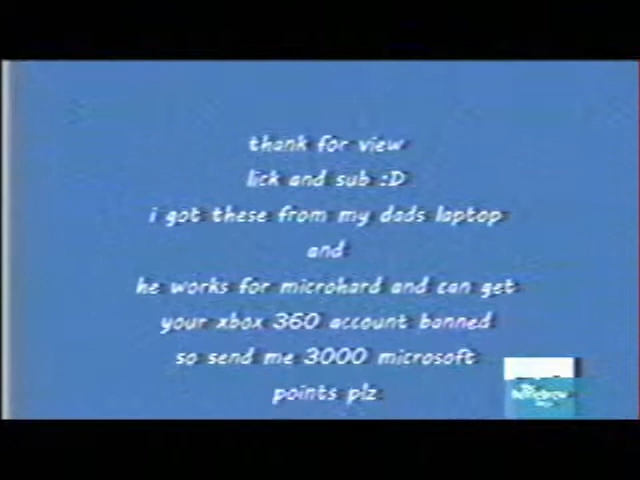 thank for view
lick and sub :D
i got these from my dads laptop
and
he works for microhard and can get
your xbox 360 account banned
so send me 3000 microsoft
points plz